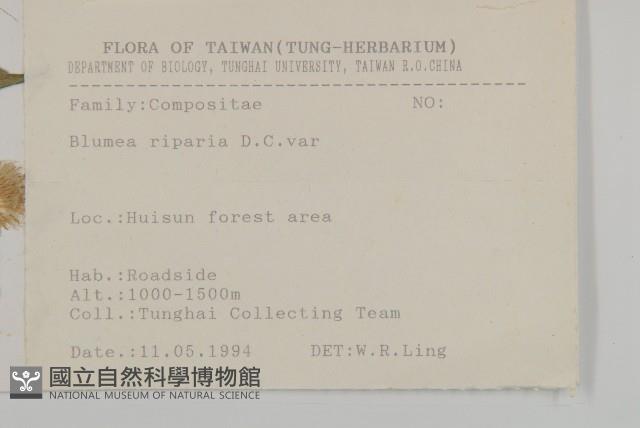 FLORA OF TAIWAN(TUNG-HERBARIUM)
DEPARTMENT OF BIOLOGY, TUNGHAI UNIVERSITY, TAIWAN R.O.CHINA
Family:Compositae NO:
Blumea riparia D.C.var
Loc.:Huisun forest area
Hab.:Roadside
Alt.:1000-1500m
Coll.:Tunghai Collecting Team
Date.:11.05.1994 DET:W.R.Ling
國立自然科學博物館
NATIONAL MUSEUM OF NATURAL SCIENCE